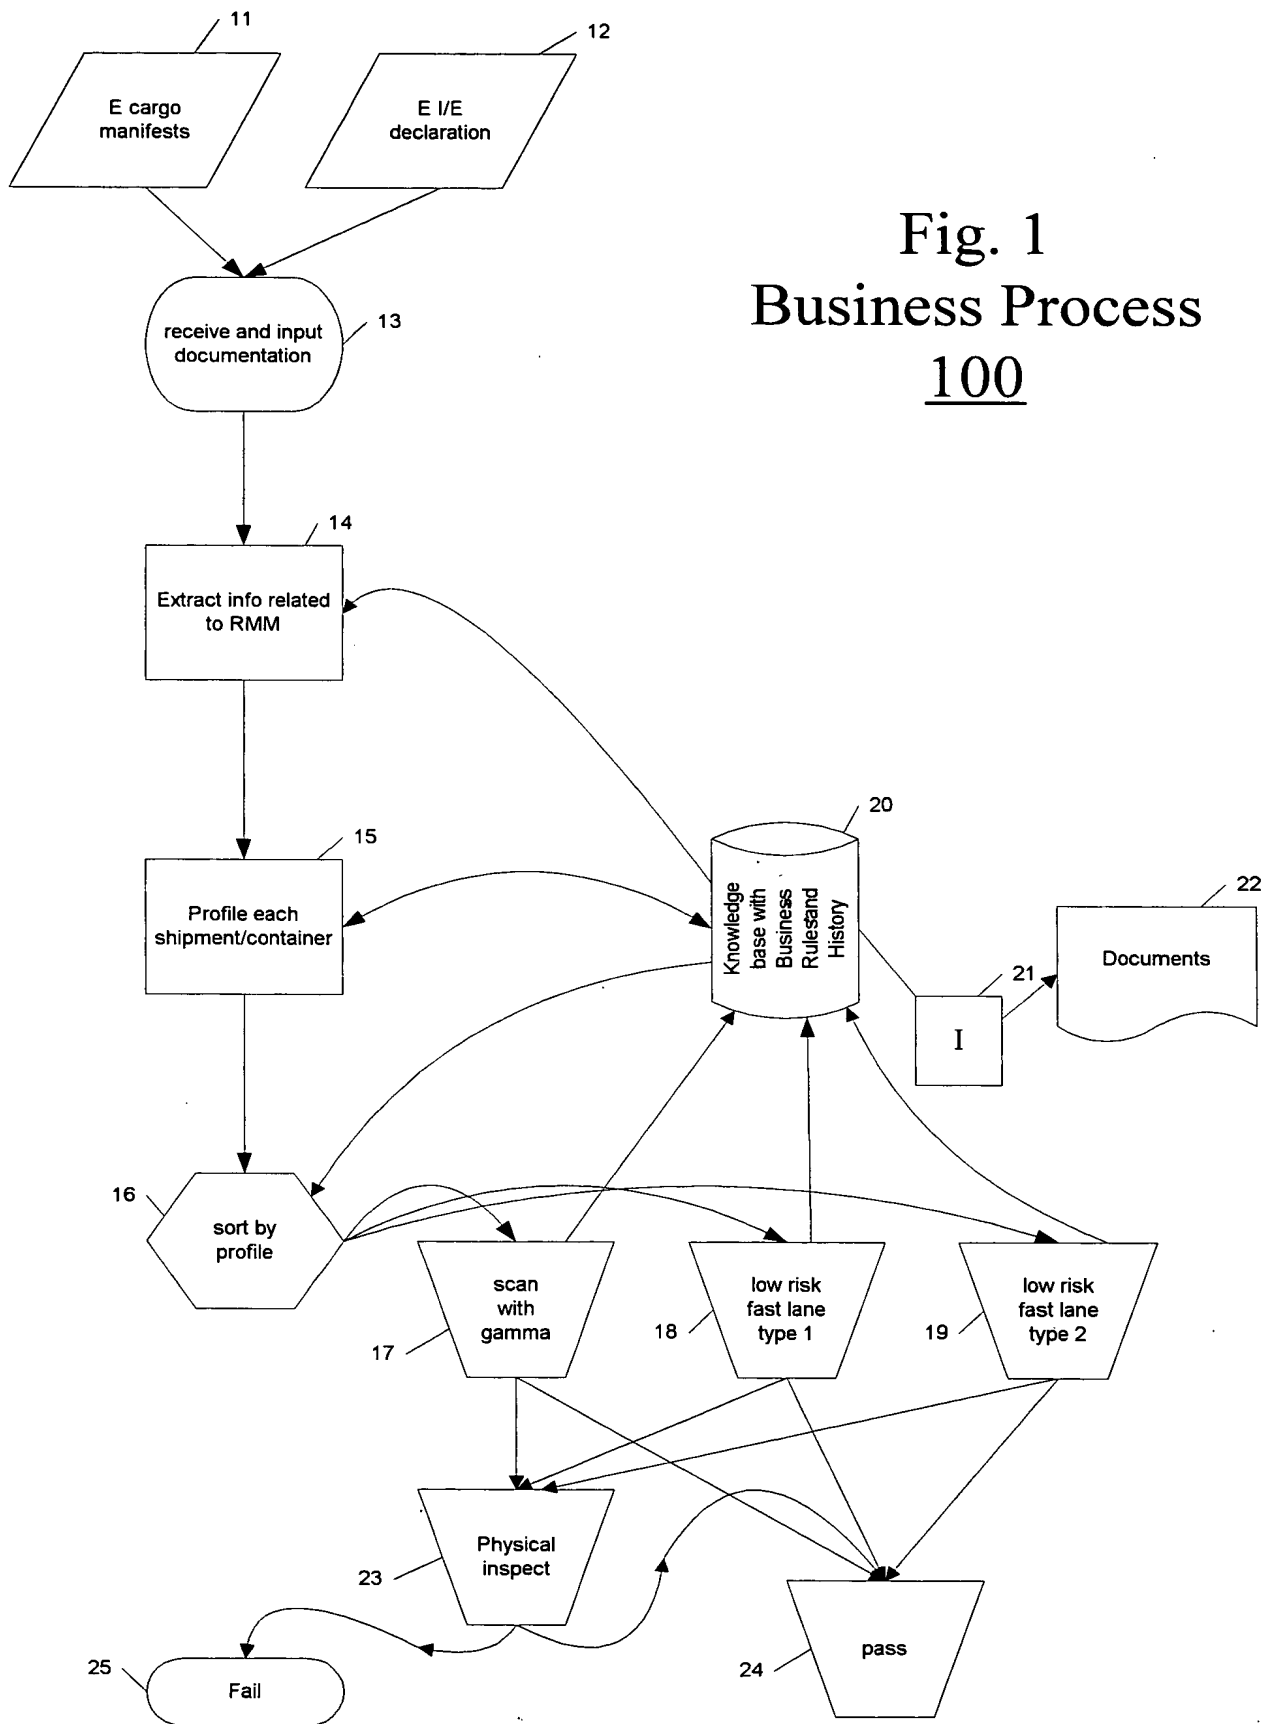 11
12
E cargo
manifests
E I/E
declaration
Fig. 1
Business Process
100
receive and input
documentation
13
14
Extract info related
to RMM
15
Profile each
shipment/container
20
Knowledge
base with
Business
Rulesand
History
22
Documents
21
I
16
sort by
profile
scan
with
gamma
17
low risk
fast lane
type 1
18
low risk
fast lane
type 2
19
Physical
inspect
23
pass
24
25
Fail